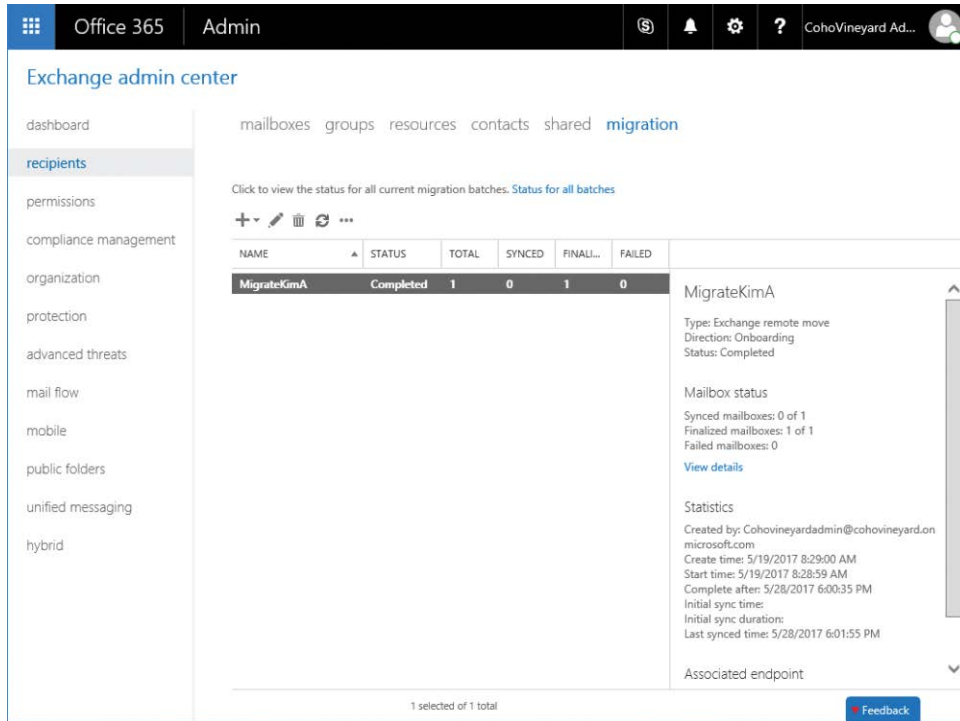 Office 365 Admin CohoVineyard Ad...
Exchange admin center
dashboard
recipients
permissions
compliance management
organization
protection
advanced threats
mail flow
mobile
public folders
unified messaging
hybrid
mailboxes groups resources contacts shared migration
Click to view the status for all current migration batches. Status for all batches
NAME STATUS TOTAL SYNCED FINALI... FAILED
MigrateKimA Completed 1 0 1 0
MigrateKimA
Type: Exchange remote move
Direction: Onboarding
Status: Completed
Mailbox status
Synced mailboxes: 0 of 1
Finalized mailboxes: 1 of 1
Failed mailboxes: 0
View details
Statistics
Created by: Cohovineyardadmin@cohovineyard.on
microsoft.com
Create time: 5/19/2017 8:29:00 AM
Start time: 5/19/2017 8:28:59 AM
Complete after: 5/28/2017 6:00:35 PM
Initial sync time:
Initial sync duration:
Last synced time: 5/28/2017 6:01:55 PM
Associated endpoint
1 selected of 1 total
Feedback